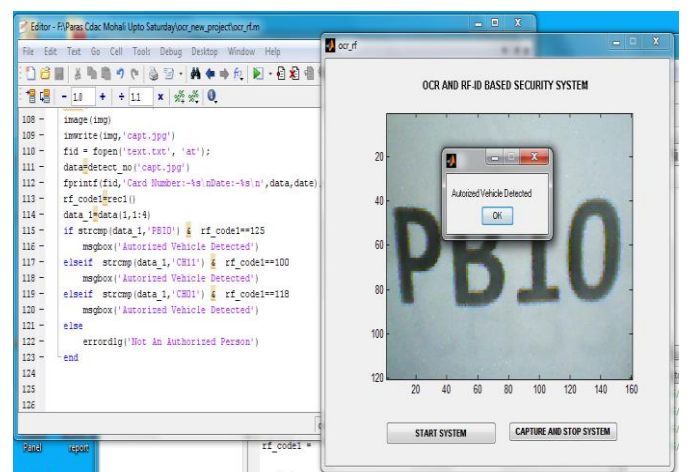 Editor - F:\Paras Cdac Mohali Upto Saturday\ocr_new_project\ocr_rf.m
File Edit Text Go Cell Tools Debug Desktop Window Help
- 1.0 + ÷ 1.1 ×
108 - image(img)
109 - imwrite(img,'capt.jpg')
110 - fid = fopen('text.txt', 'at');
111 - data=detect_no('capt.jpg')
112 - fprintf(fid,'Card Number:-%s\nDate:-%s\n',data,date)
113 - rf_code1=rec1()
114 - data_1=data(1,1:4)
115 - if strcmp(data_1,'PBIO') & rf_code1==125
116 - msgbox('Autorized Vehicle Detected')
117 - elseif strcmp(data_1,'CH11') & rf_code1==100
118 - msgbox('Autorized Vehicle Detected')
119 - elseif strcmp(data_1,'CH01') & rf_code1==118
120 - msgbox('Autorized Vehicle Detected')
121 - else
122 - errordlg('Not An Authorized Person')
123 - end
124
125
126
Panel report
rf_code1 =
ocr_rf
OCR AND RF-ID BASED SECURITY SYSTEM
Autorized Vehicle Detected
OK
PB10
20
40
60
80
100
120
20 40 60 80 100 120 140 160
START SYSTEM
CAPTURE AND STOP SYSTEM